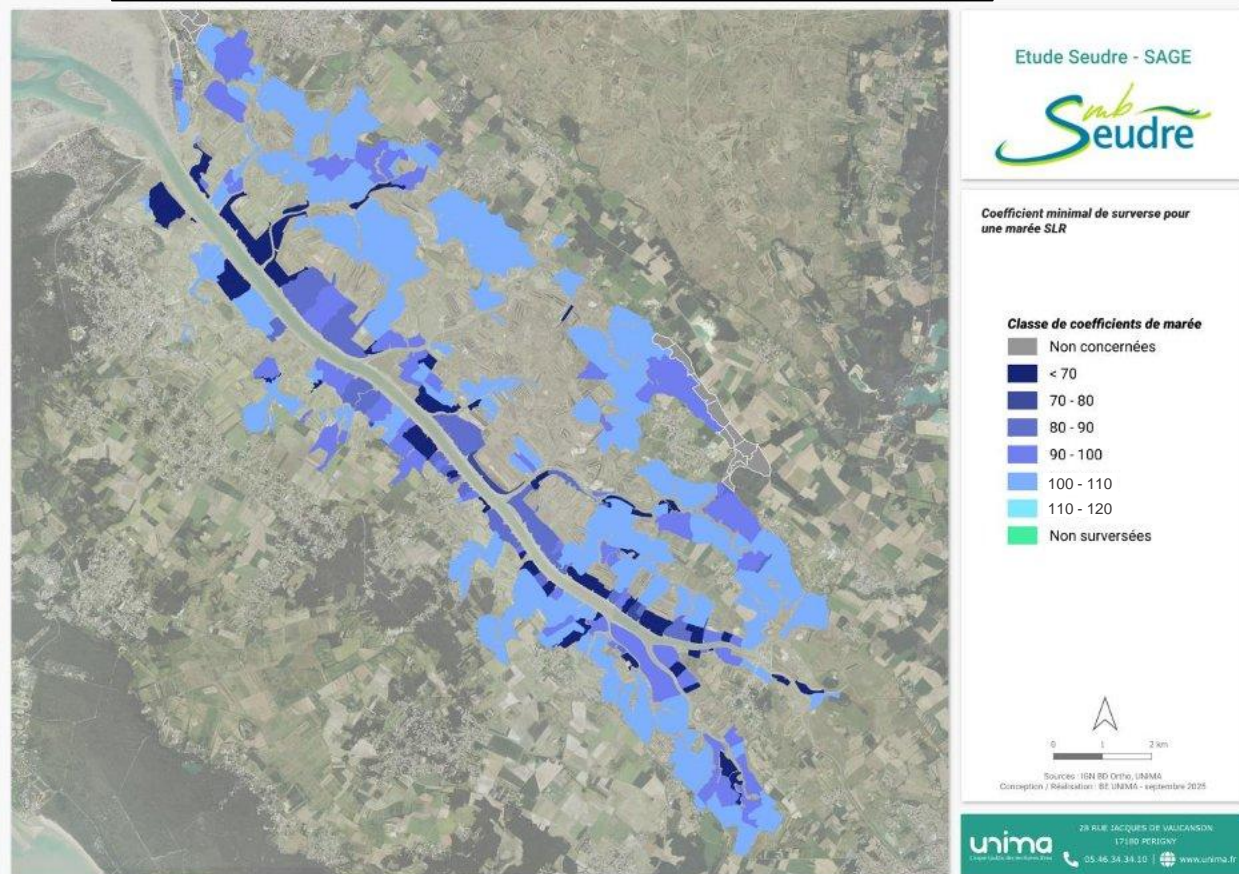 Etude Seudre - SAGE
mb
Seudre
Coefficient minimal de surverse pour
une marée SLR
Classe de coefficients de marée
Non concernées
< 70
70 - 80
80 - 90
90 - 100
100 - 110
110 - 120
Non surversées
0 1 2 km
Sources : IGN BD Ortho, UNIMA
Conception / Réalisation : BE UNIMA - septembre 2025
unima
28 RUE JACQUES DE VAUCANSON
17180 PERIGNY
05.46.34.34.10 | www.unima.fr